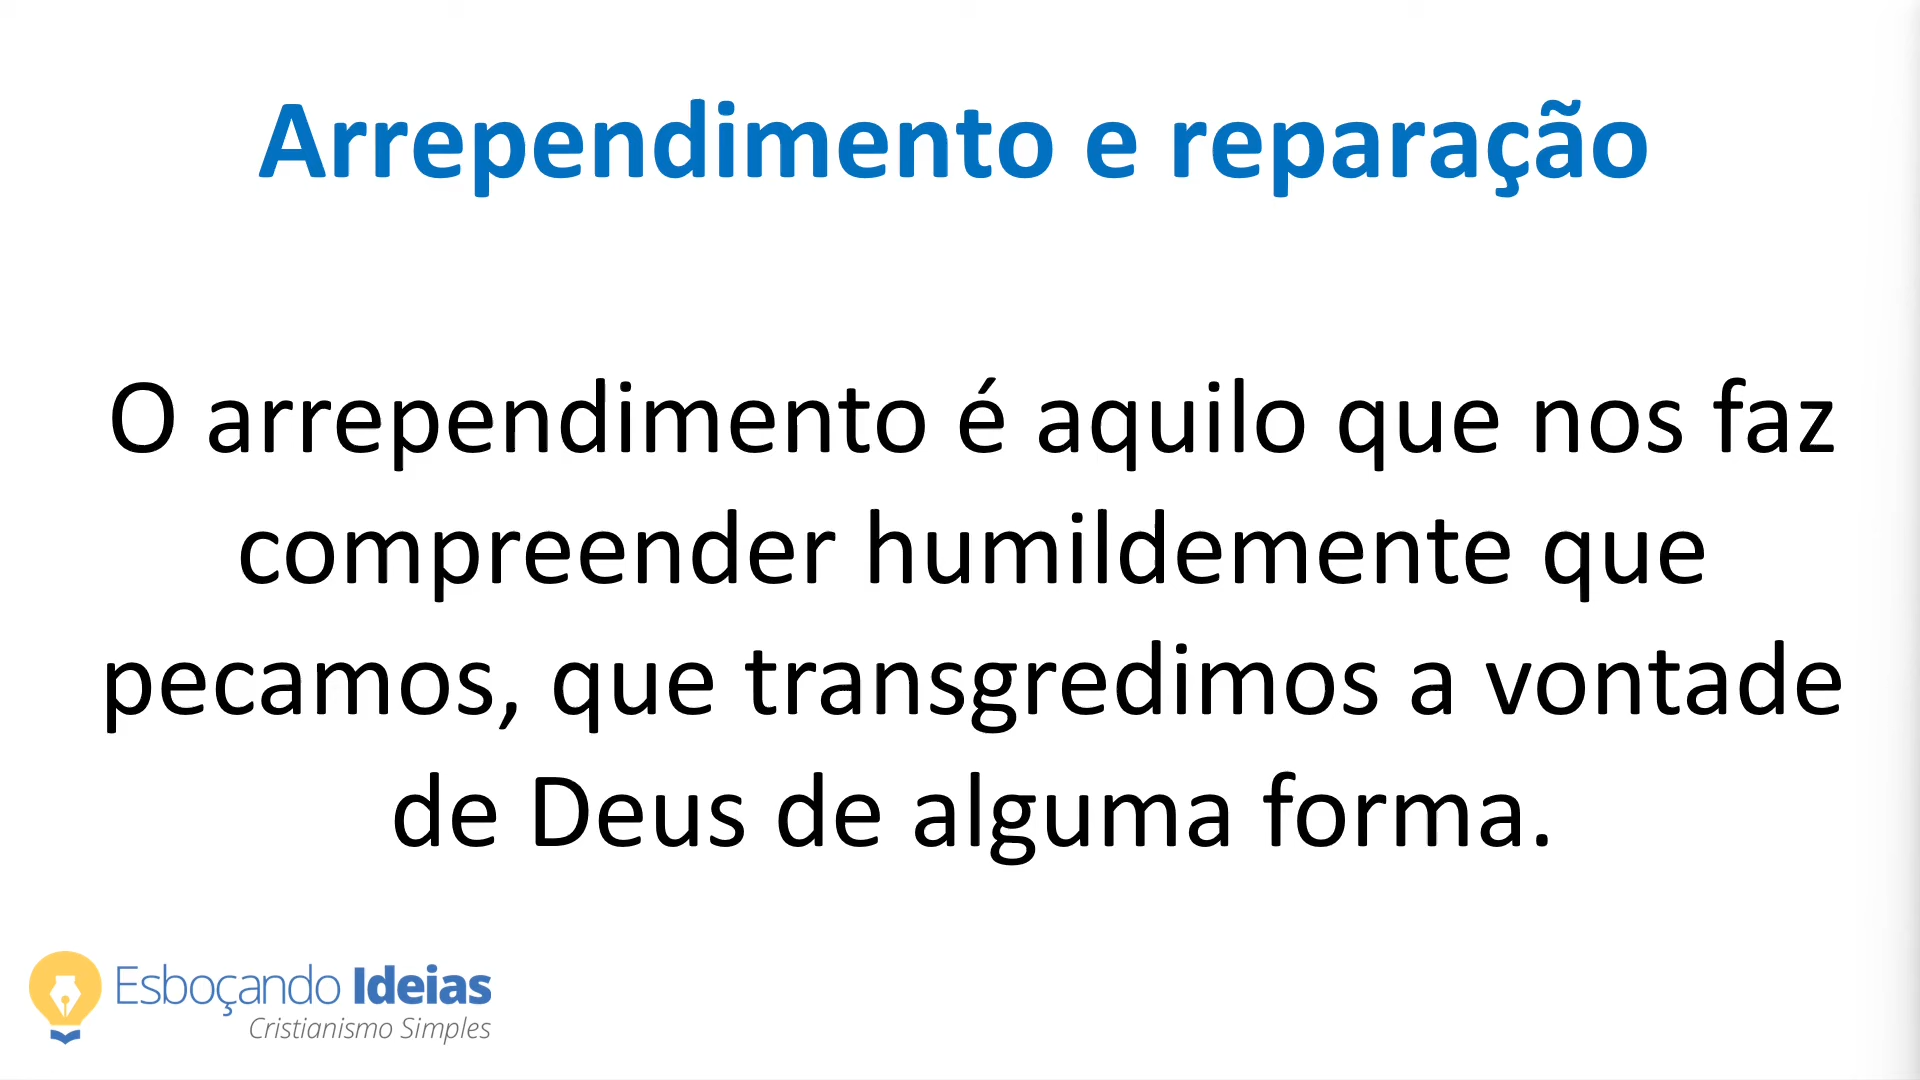 Arrependimento e reparação
O arrependimento é aquilo que nos faz
compreender humildemente que
pecamos, que transgredimos a vontade
de Deus de alguma forma.
Esboçando Ideias
Cristianismo Simples